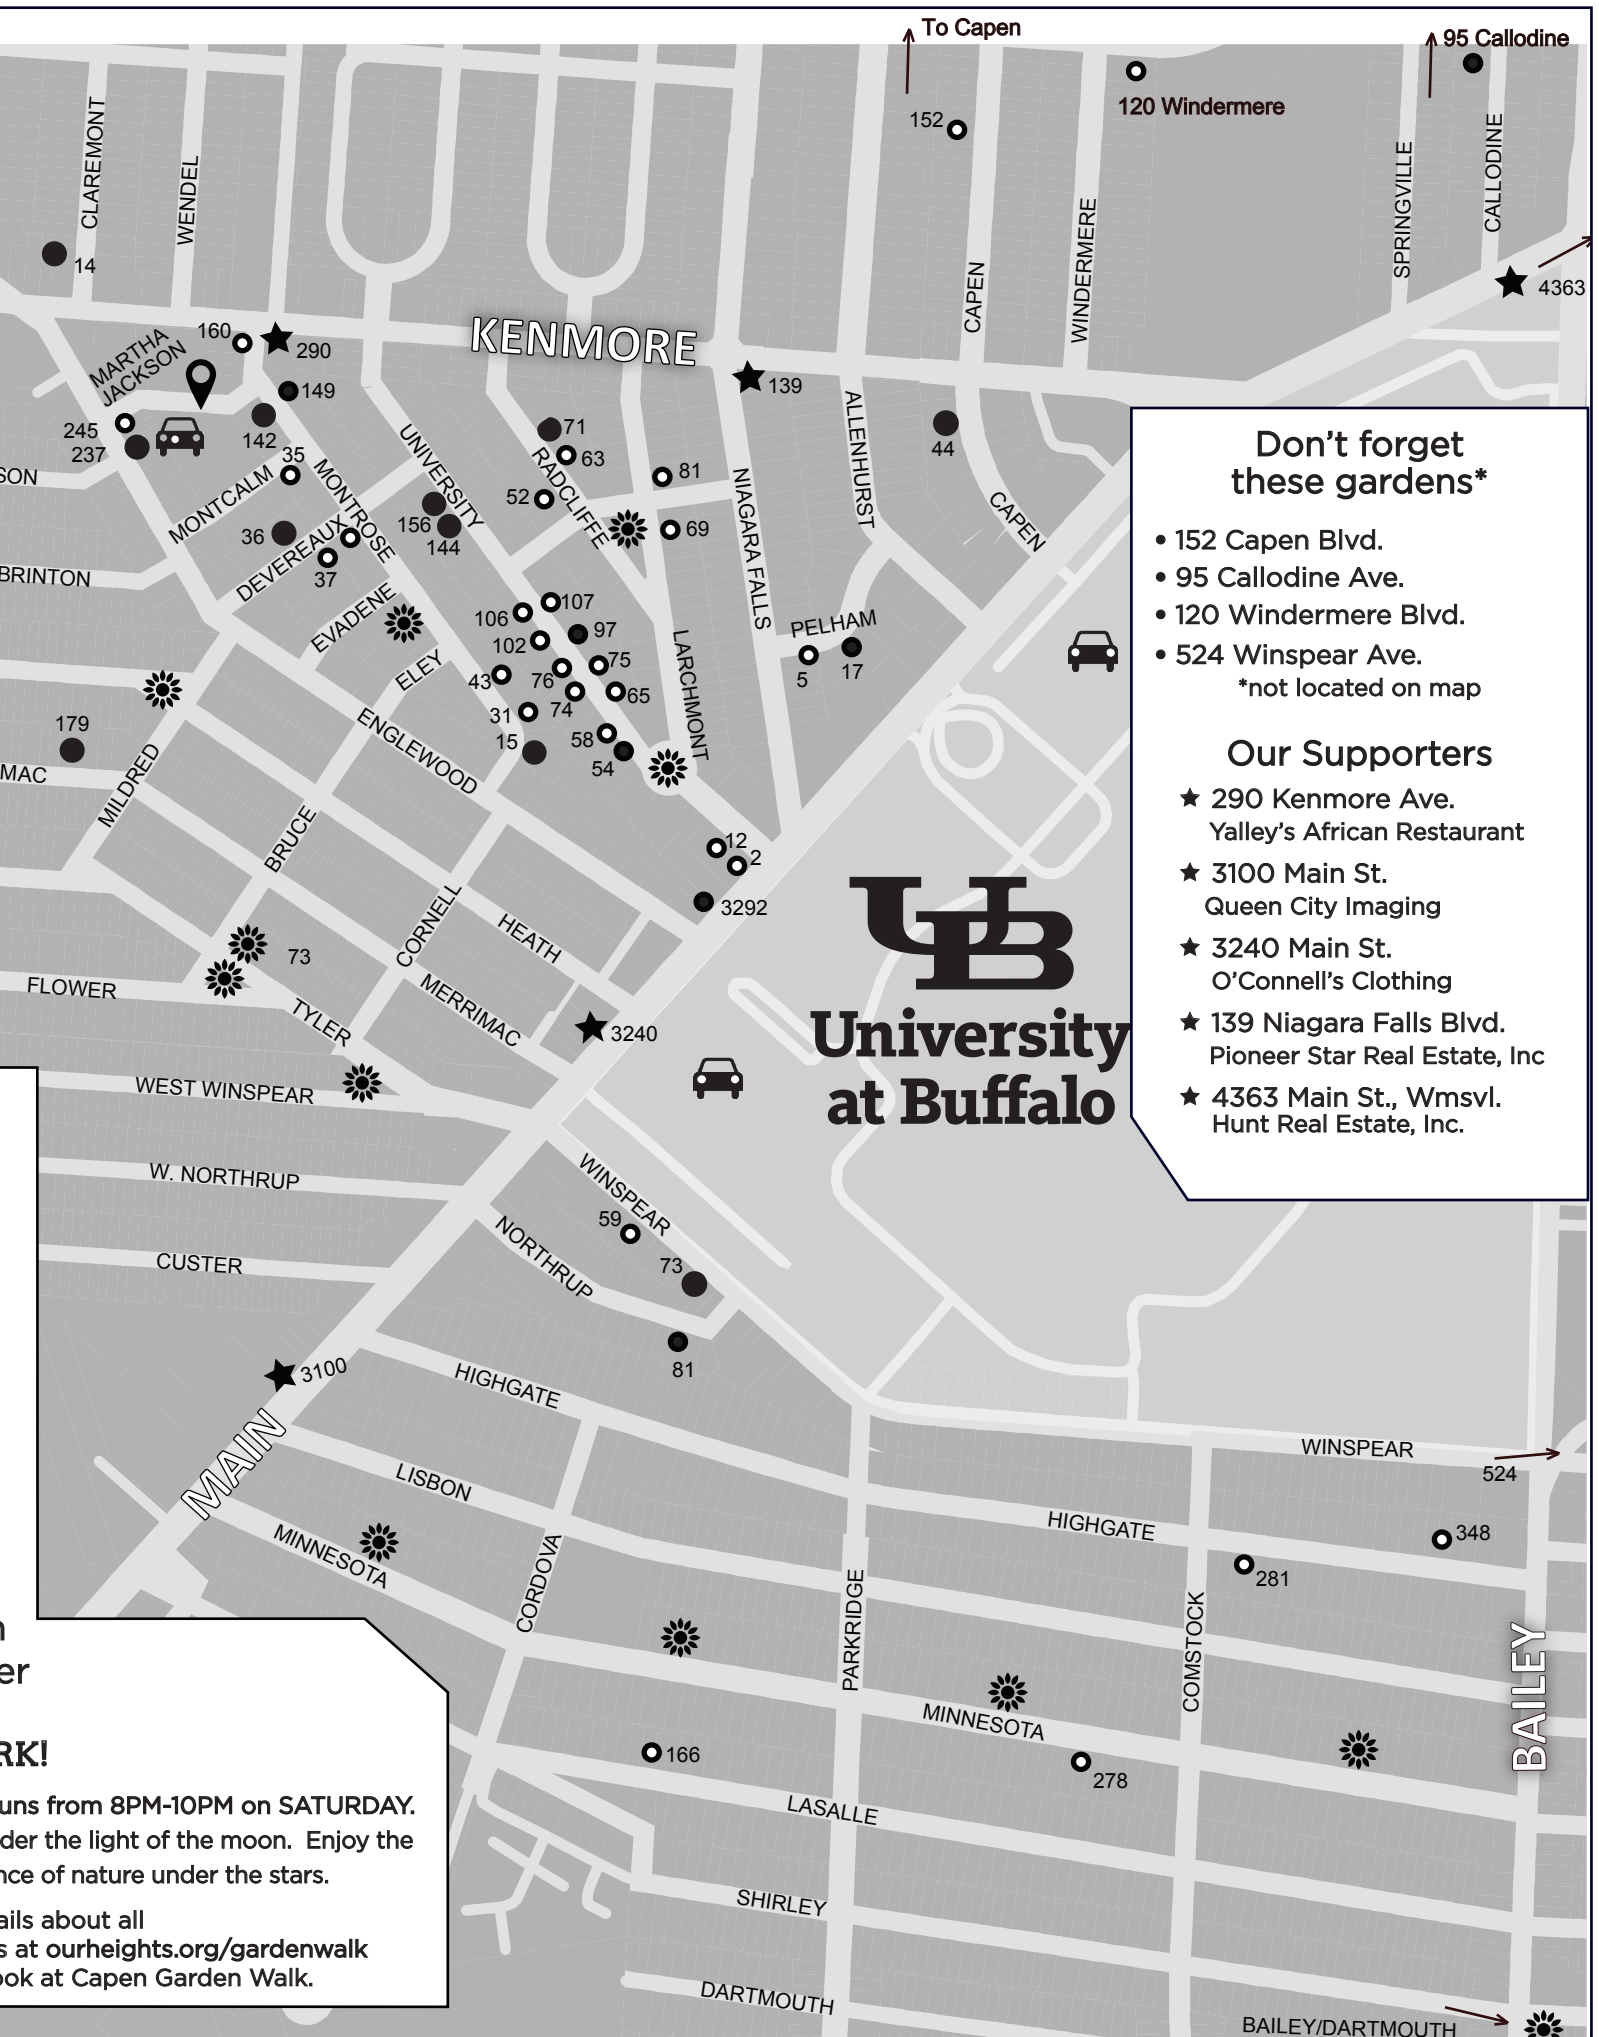 To Capen
95 Callodine
120 Windermere
152
CLAREMONT
WENDEL
SPRINGVILLE
CALLODINE
14
CAPEN
WINDERMERE
4363
KENMORE
160
290
MARTHA
JACKSON
149
139
245
237
142
35
71
63
81
52
69
44
ALLENHURST
SON
MONTCALM
MONTROSE
UNIVERSITY
RADCLIFFE
NIAGARA FALLS
CAPEN
156
144
36
DEVEREAUX
37
BRINTON
EVADENE
ELEY
106
107
102
97
75
76
74
65
43
31
15
58
54
LARCHMONT
PELHAM
5
17
179
MAC
MILDRED
ENGLEWOOD
BRUCE
12
2
3292
CORNELL
HEATH
MERRIMAC
73
FLOWER
TYLER
3240
WEST WINSPEAR
W. NORTHRUP
CUSTER
UB
University
at Buffalo
Don't forget
these gardens*
• 152 Capen Blvd.
• 95 Callodine Ave.
• 120 Windermere Blvd.
• 524 Winspear Ave.
*not located on map
Our Supporters
★ 290 Kenmore Ave.
Yalley's African Restaurant
★ 3100 Main St.
Queen City Imaging
★ 3240 Main St.
O'Connell's Clothing
★ 139 Niagara Falls Blvd.
Pioneer Star Real Estate, Inc
★ 4363 Main St., Wmsvl.
Hunt Real Estate, Inc.
WINSPEAR
59
73
NORTHRUP
81
3100
HIGHGATE
MAIN
LISBON
MINNESOTA
CORDOVA
WINSPEAR
524
HIGHGATE
348
281
PARKRIDGE
COMSTOCK
BAILEY
MINNESOTA
166
278
LASALLE
SHIRLEY
DARTMOUTH
BAILEY/DARTMOUTH
er
RK!
uns from 8PM-10PM on SATURDAY.
der the light of the moon. Enjoy the
nce of nature under the stars.
ails about all
s at ourheights.org/gardenwalk
ook at Capen Garden Walk.